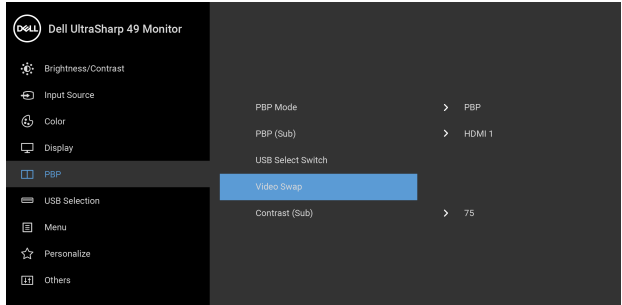 DELL Dell UltraSharp 49 Monitor
Brightness/Contrast
Input Source
Color
Display
PBP
USB Selection
Menu
Personalize
Others
PBP Mode > PBP
PBP (Sub) > HDMI 1
USB Select Switch
Video Swap
Contrast (Sub) > 75